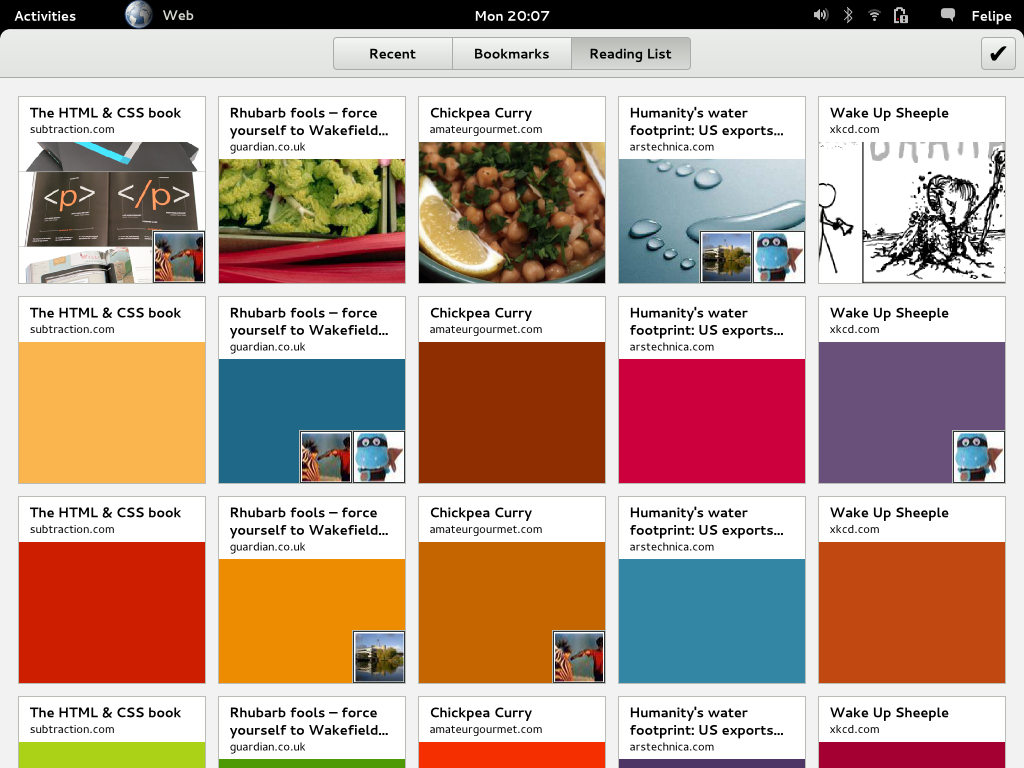 Activities Web Mon 20:07 Felipe
Recent Bookmarks Reading List
The HTML & CSS book
subtraction.com
<p> </p>
Rhubarb fools – force
yourself to Wakefield...
guardian.co.uk
Chickpea Curry
amateurgourmet.com
Humanity's water
footprint: US exports...
arstechnica.com
Wake Up Sheeple
xkcd.com
The HTML & CSS book
subtraction.com
Rhubarb fools – force
yourself to Wakefield...
guardian.co.uk
Chickpea Curry
amateurgourmet.com
Humanity's water
footprint: US exports...
arstechnica.com
Wake Up Sheeple
xkcd.com
The HTML & CSS book
subtraction.com
Rhubarb fools – force
yourself to Wakefield...
guardian.co.uk
Chickpea Curry
amateurgourmet.com
Humanity's water
footprint: US exports...
arstechnica.com
Wake Up Sheeple
xkcd.com
The HTML & CSS book
subtraction.com
Rhubarb fools – force
yourself to Wakefield...
guardian.co.uk
Chickpea Curry
amateurgourmet.com
Humanity's water
footprint: US exports...
arstechnica.com
Wake Up Sheeple
xkcd.com